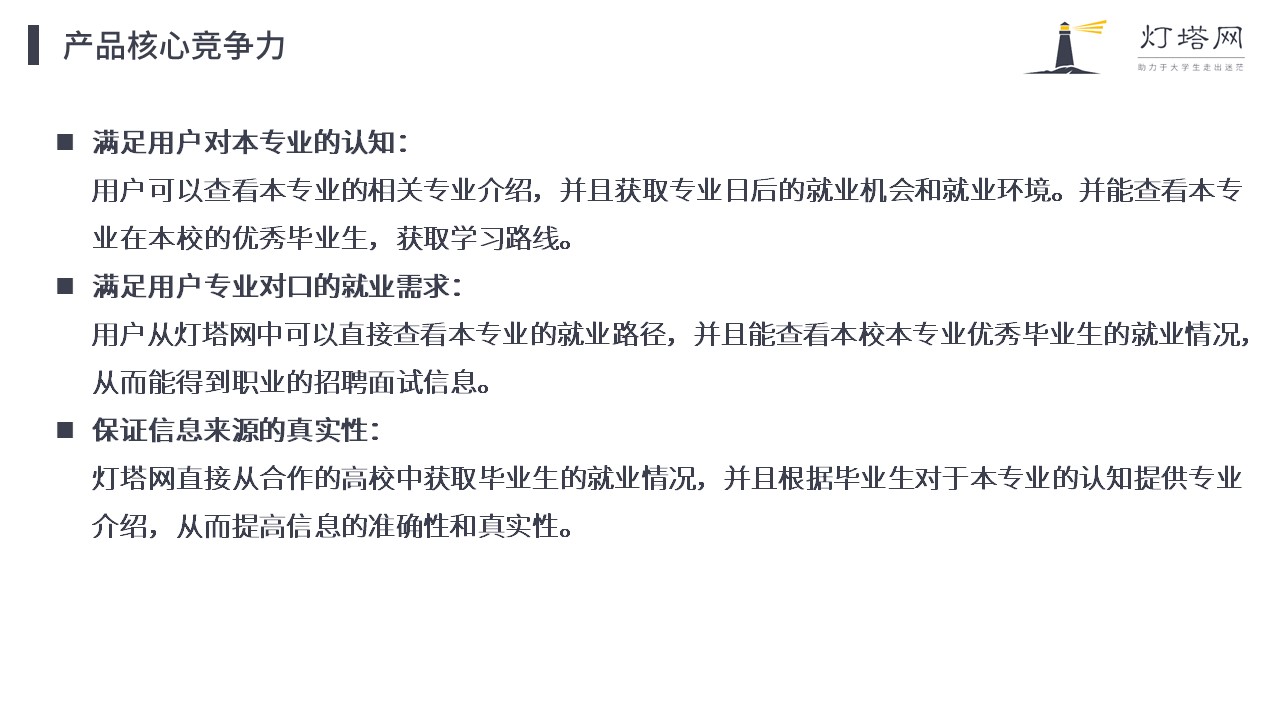 产品核心竞争力
灯塔网
助力于大学生走出迷茫
■ 满足用户对本专业的认知：
用户可以查看本专业的相关专业介绍，并且获取专业日后的就业机会和就业环境。并能查看本专
业在本校的优秀毕业生，获取学习路线。
■ 满足用户专业对口的就业需求：
用户从灯塔网中可以直接查看本专业的就业路径，并且能查看本校本专业优秀毕业生的就业情况，
从而能得到职业的招聘面试信息。
■ 保证信息来源的真实性：
灯塔网直接从合作的高校中获取毕业生的就业情况，并且根据毕业生对于本专业的认知提供专业
介绍，从而提高信息的准确性和真实性。